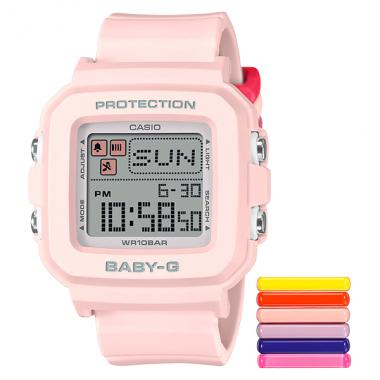 PROTECTION
CASIO
ADJUST
LIGHT
SUN
PM 6-30
10:58 50
MODE
SEARCH
WR10BAR
BABY-G